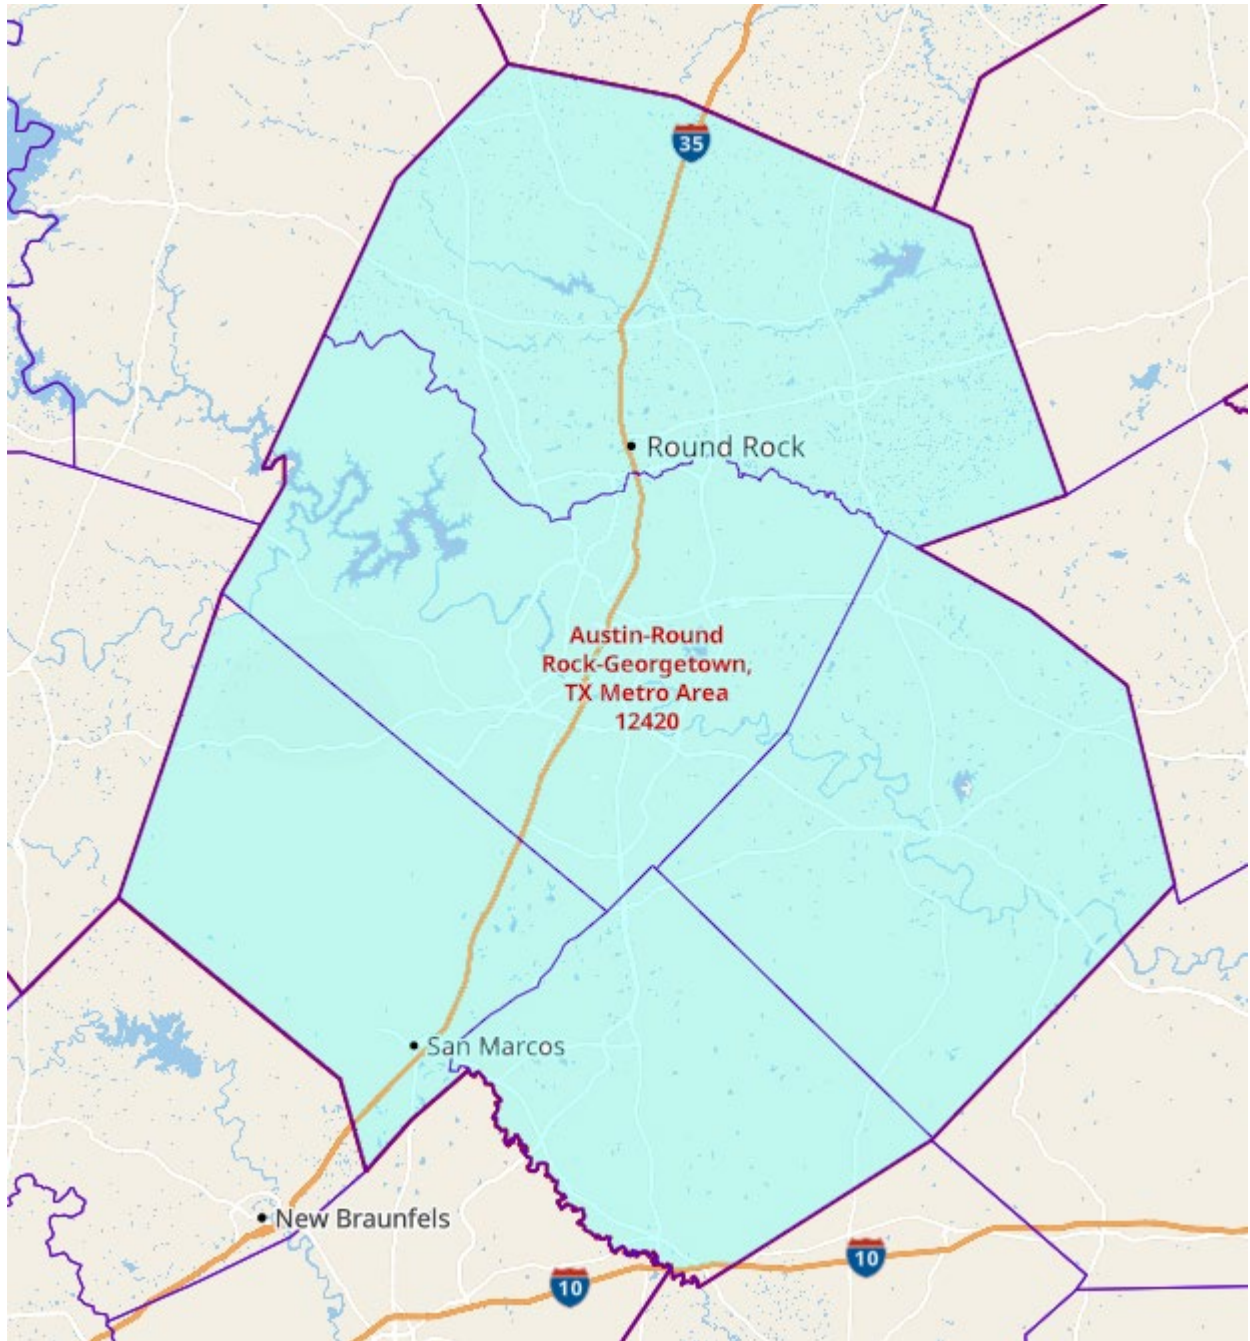 35
Round Rock
Austin-Round
Rock-Georgetown,
TX Metro Area
12420
San Marcos
New Braunfels
10
10